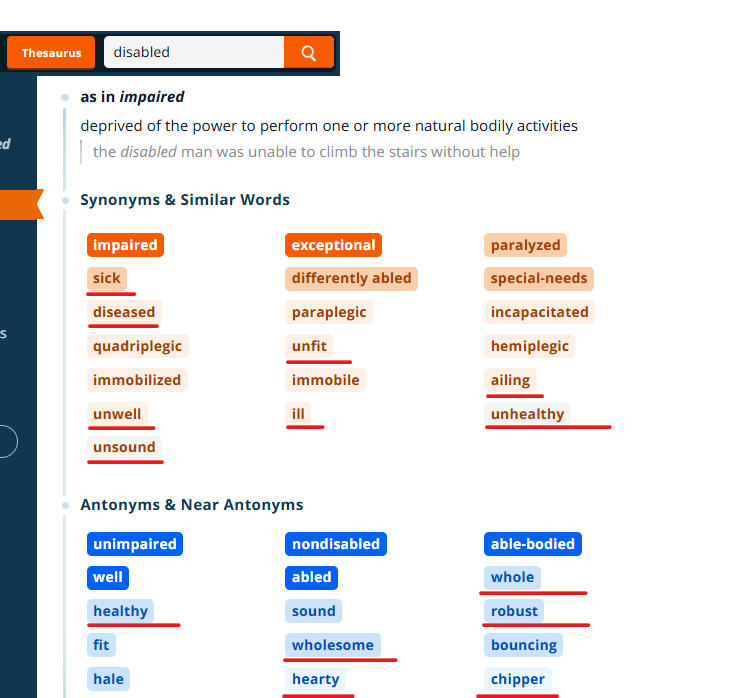 Thesaurus disabled
as in impaired
deprived of the power to perform one or more natural bodily activities
ed
the disabled man was unable to climb the stairs without help
Synonyms & Similar Words
impaired exceptional paralyzed
sick differently abled special-needs
diseased paraplegic incapacitated
s
quadriplegic unfit hemiplegic
immobilized immobile ailing
unwell ill unhealthy
unsound
Antonyms & Near Antonyms
unimpaired nondisabled able-bodied
well abled whole
healthy sound robust
fit wholesome bouncing
hale hearty chipper